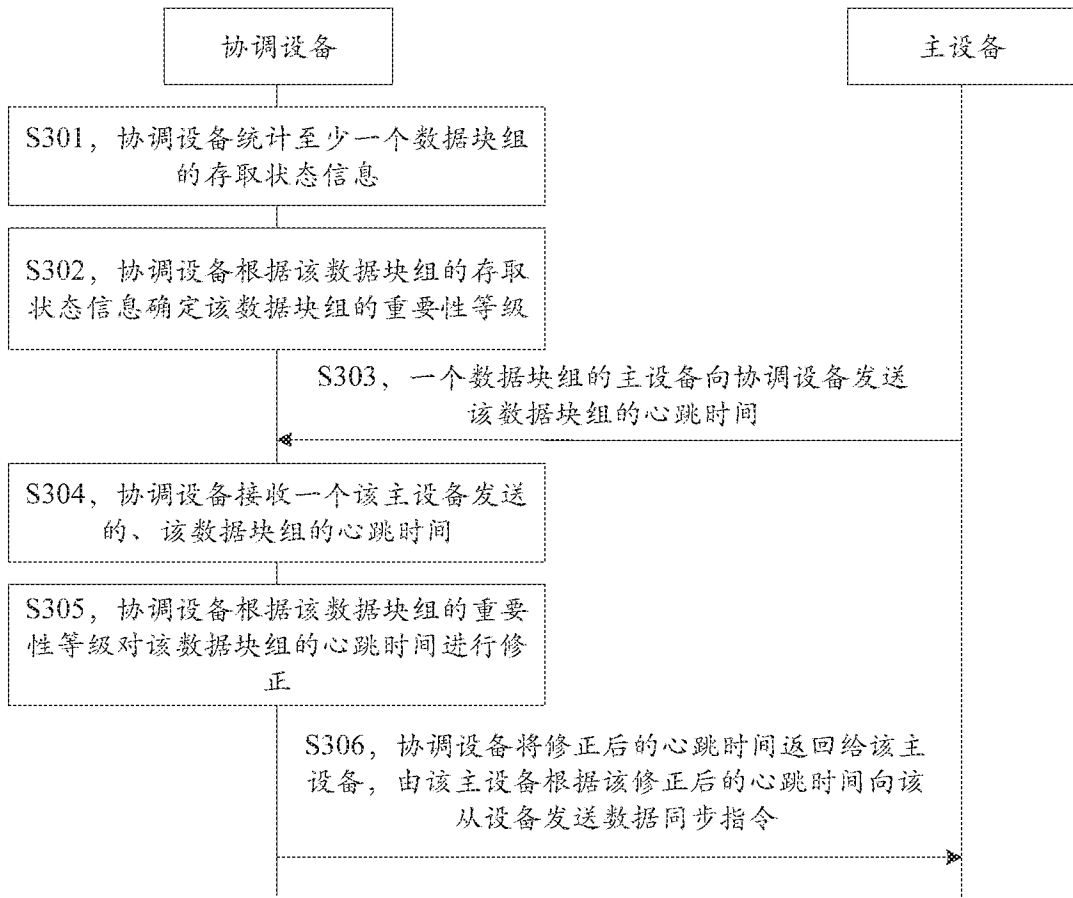 协调设备
主设备
S301，协调设备统计至少一个数据块组
的存取状态信息
S302，协调设备根据该数据块组的存取
状态信息确定该数据块组的重要性等级
S303，一个数据块组的主设备向协调设备发送
该数据块组的心跳时间
S304，协调设备接收一个该主设备发送
的、该数据块组的心跳时间
S305，协调设备根据该数据块组的重要
性等级对该数据块组的心跳时间进行修
正
S306，协调设备将修正后的心跳时间返回给该主
设备，由该主设备根据该修正后的心跳时间向该
从设备发送数据同步指令